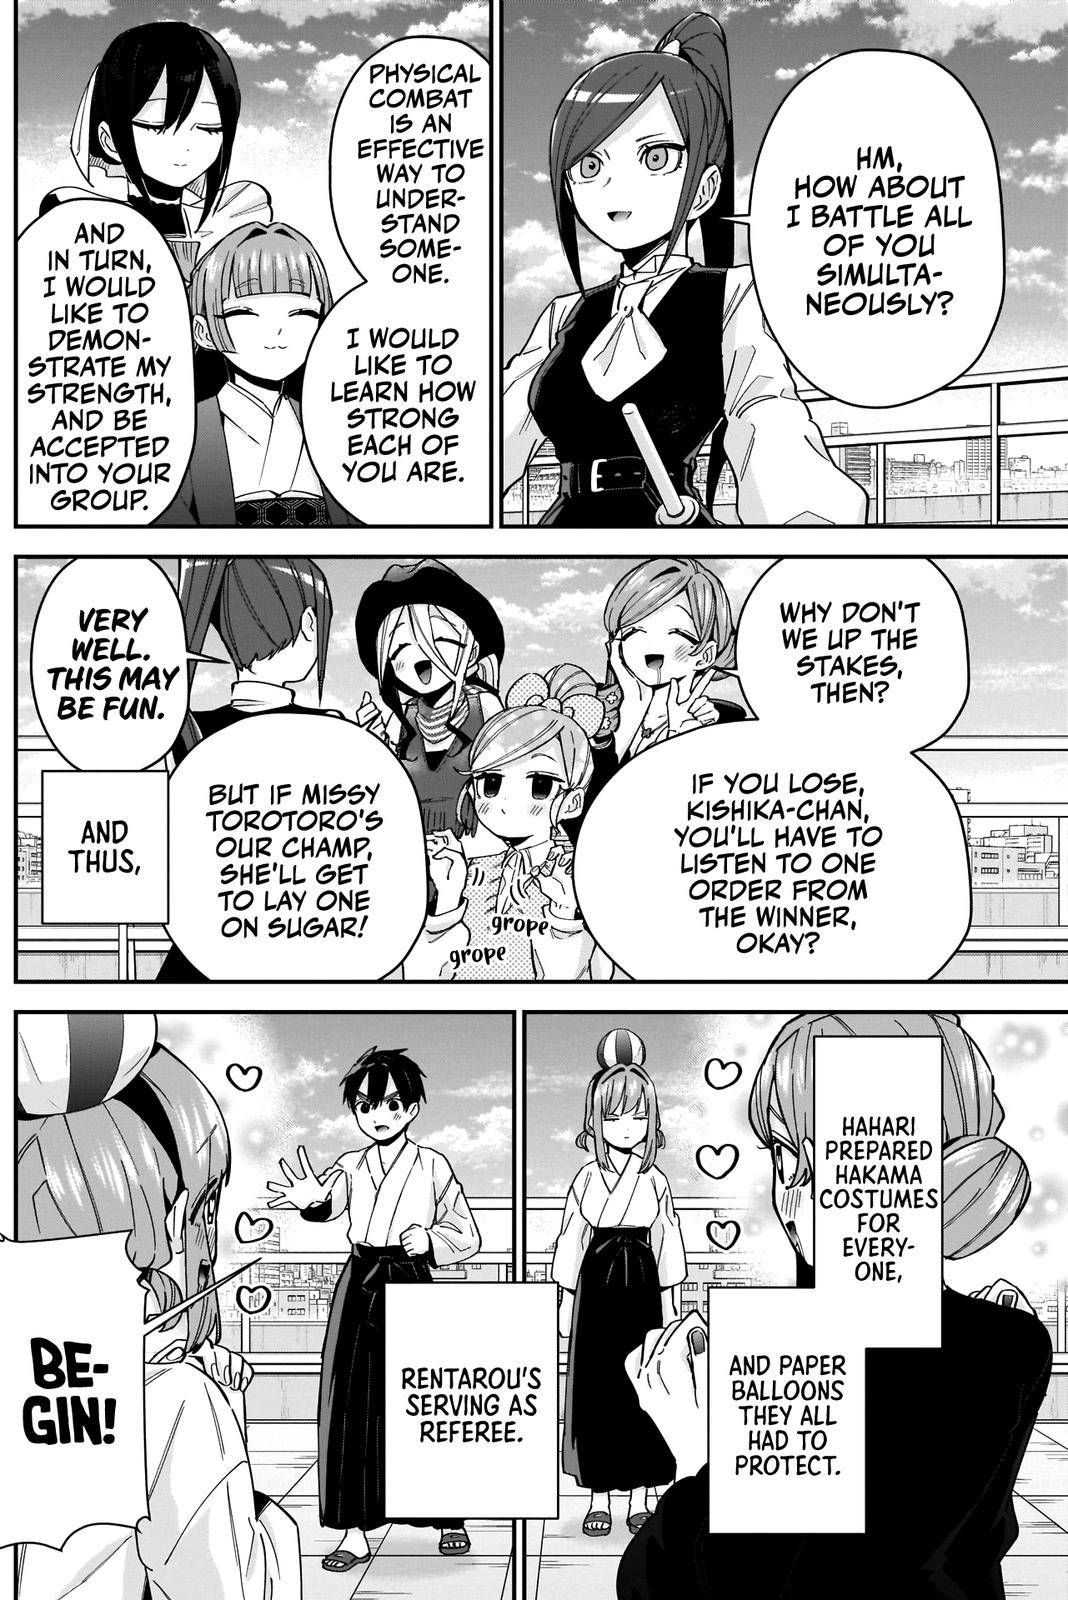 HM,
HOW ABOUT
I BATTLE ALL
OF YOU
SIMULTA-
NEOUSLY?
PHYSICAL
COMBAT
IS AN
EFFECTIVE
WAY TO
UNDER-
STAND
SOME-
ONE.
I WOULD
LIKE TO
LEARN HOW
STRONG
EACH OF
YOU ARE.
AND
IN TURN,
I WOULD
LIKE TO
DEMON-
STRATE MY
STRENGTH,
AND BE
ACCEPTED
INTO YOUR
GROUP.
WHY DON'T
WE UP THE
STAKES,
THEN?
IF YOU LOSE,
KISHIKA-CHAN,
YOU'LL HAVE TO
LISTEN TO ONE
ORDER FROM
THE WINNER,
OKAY?
grope
grope
BUT IF MISSY
TOROTORO'S
OUR CHAMP,
SHE'LL GET
TO LAY ONE
ON SUGAR!
VERY
WELL.
THIS MAY
BE FUN.
AND
THUS,
HAHARI
PREPARED
HAKAMA
COSTUMES
FOR
EVERY-
ONE,
AND PAPER
BALLOONS
THEY ALL
HAD TO
PROTECT.
RENTAROU'S
SERVING AS
REFEREE.
BE-
GIN!